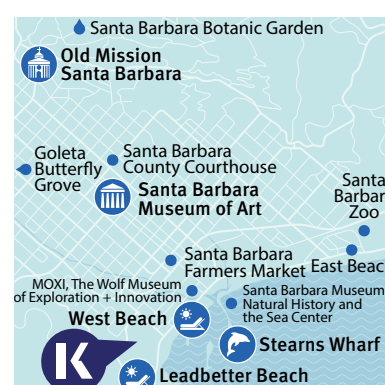 Santa Barbara Botanic Garden
Old Mission
Santa Barbara
Goleta
Butterfly
Grove
Santa Barbara
County Courthouse
Santa Barbara
Museum of Art
Santa
Barbar
Zoo
Santa Barbara
Farmers Market
East Beac
MOXI, The Wolf Museum
of Exploration + Innovation
Santa Barbara Museum
Natural History and
the Sea Center
West Beach
Stearns Wharf
K
Leadbetter Beach